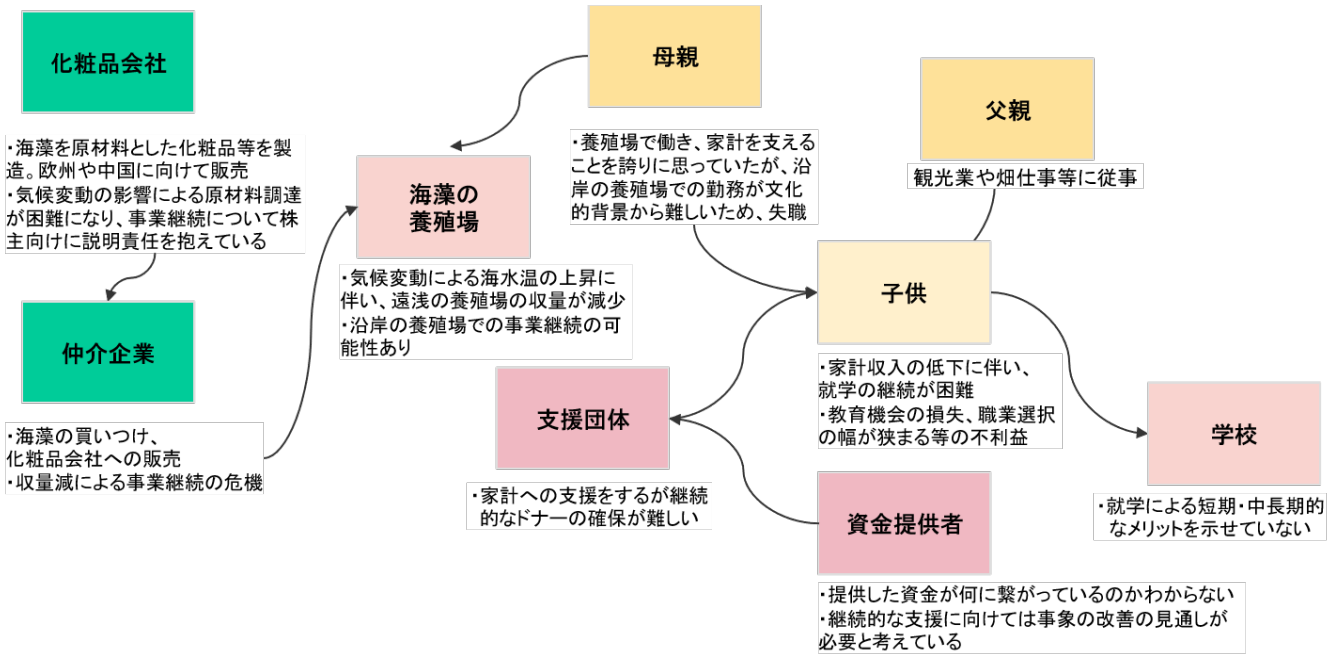 化粧品会社
・海藻を原材料とした化粧品等を製
造。欧州や中国に向けて販売
・気候変動の影響による原材料調達
が困難になり、事業継続について株
主向けに説明責任を抱えている
仲介企業
・海藻の買いつけ、
化粧品会社への販売
・収量減による事業継続の危機
母親
・養殖場で働き、家計を支える
ことを誇りに思っていたが、沿
岸の養殖場での勤務が文化
的背景から難しいため、失職
海藻の
養殖場
・気候変動による海水温の上昇に
伴い、遠浅の養殖場の収量が減少
・沿岸の養殖場での事業継続の可
能性あり
父親
観光業や畑仕事等に従事
子供
・家計収入の低下に伴い、
就学の継続が困難
・教育機会の損失、職業選択
の幅が狭まる等の不利益
支援団体
・家計への支援をするが継続
的なドナーの確保が難しい
学校
・就学による短期・中長期的
なメリットを示せていない
資金提供者
・提供した資金が何に繋がっているのかわからない
・継続的な支援に向けては事象の改善の見通しが
必要と考えている